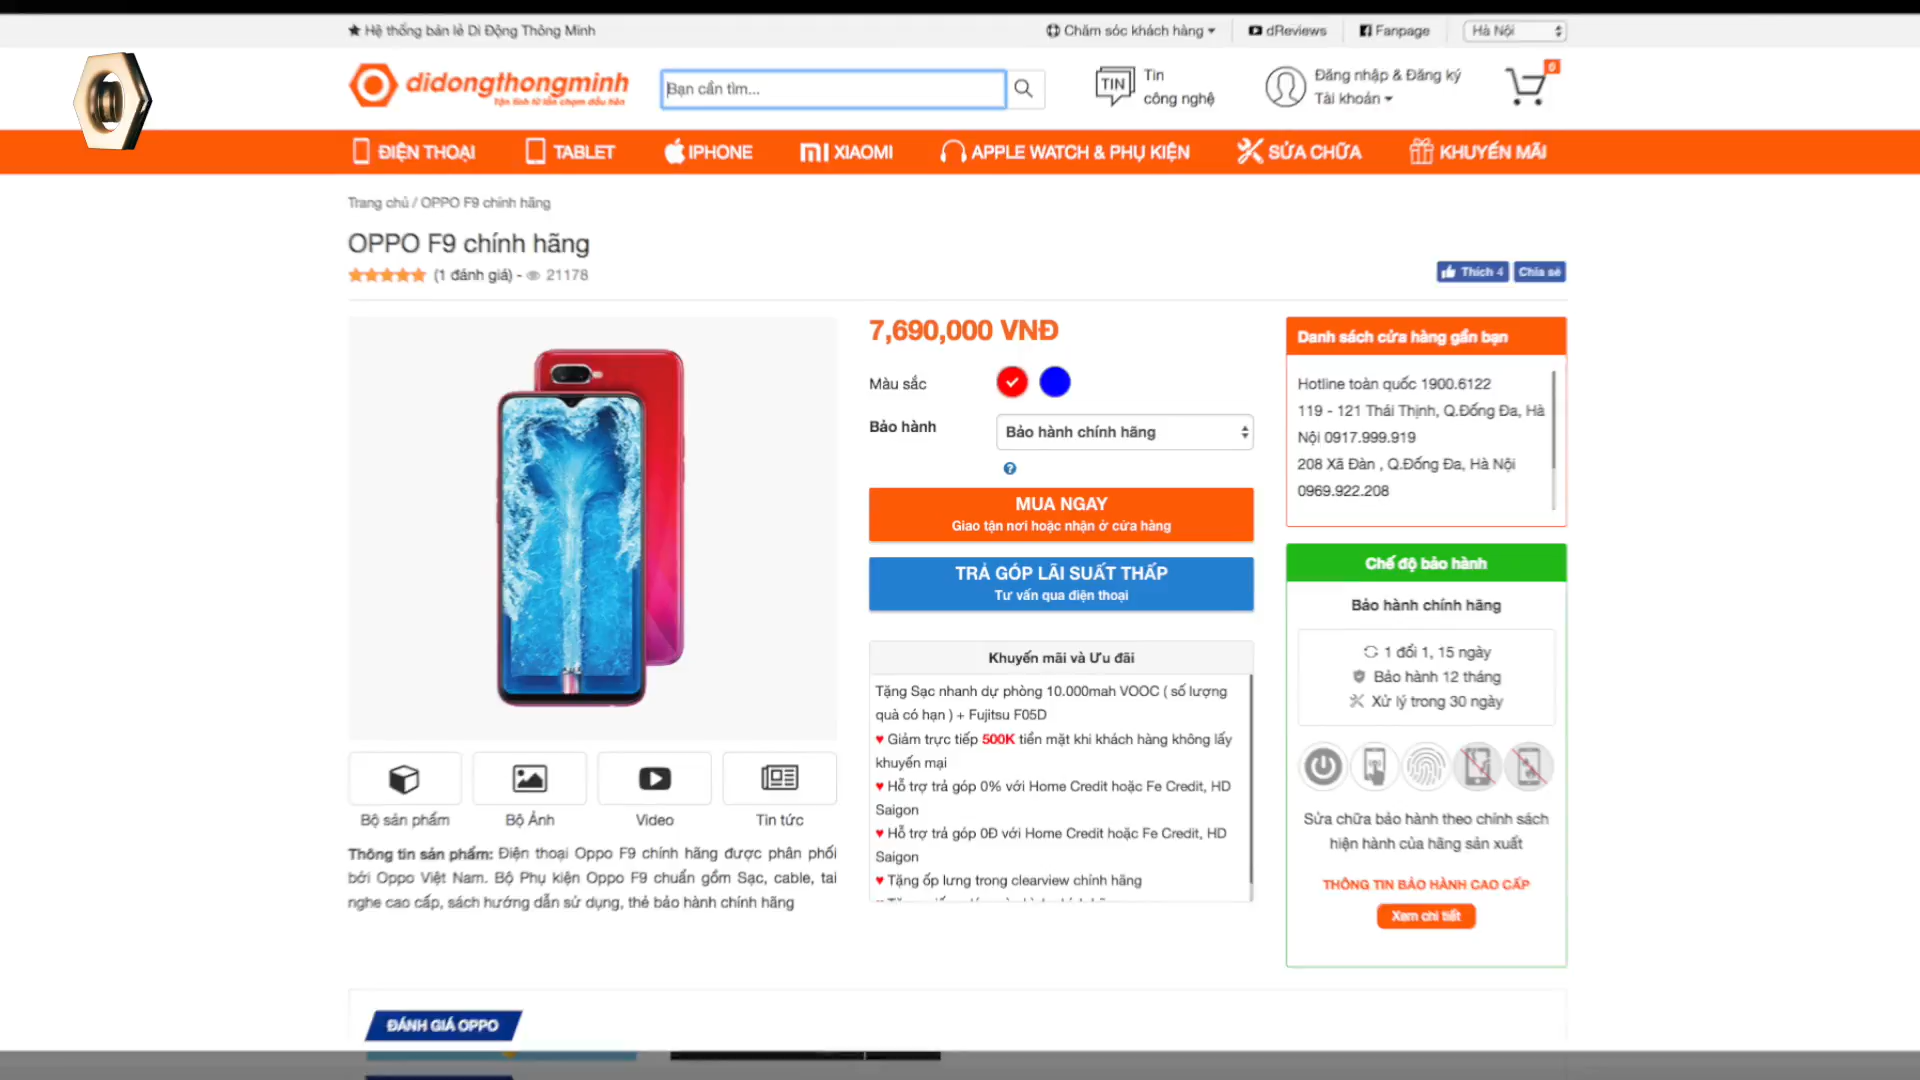 ★ Hệ thống bán lẻ Di Động Thông Minh
Chăm sóc khách hàng
dReviews
Fanpage
Hà Nội
didongthongminh
Tận tình từ lần chạm đầu tiên
Bạn cần tìm...
TIN
Tin
công nghệ
Đăng nhập & Đăng ký
Tài khoản
0
ĐIỆN THOẠI
TABLET
IPHONE
XIAOMI
APPLE WATCH & PHỤ KIỆN
SỬA CHỮA
KHUYẾN MÃI
Trang chủ / OPPO F9 chính hãng
OPPO F9 chính hãng
(1 đánh giá) - 21178
Thích 4
Chia sẻ
7,690,000 VNĐ
Màu sắc
Bảo hành
Bảo hành chính hãng
?
MUA NGAY
Giao tận nơi hoặc nhận ở cửa hàng
TRẢ GÓP LÃI SUẤT THẤP
Tư vấn qua điện thoại
Khuyến mãi và Ưu đãi
Tặng Sạc nhanh dự phòng 10.000mah VOOC ( số lượng
quà có hạn ) + Fujitsu F05D
♥ Giảm trực tiếp 500K tiền mặt khi khách hàng không lấy
khuyến mại
♥ Hỗ trợ trả góp 0% với Home Credit hoặc Fe Credit, HD
Saigon
♥ Hỗ trợ trả góp 0Đ với Home Credit hoặc Fe Credit, HD
Saigon
♥ Tặng ốp lưng trong clearview chính hãng
Danh sách cửa hàng gần bạn
Hotline toàn quốc 1900.6122
119 - 121 Thái Thịnh, Q.Đống Đa, Hà
Nội 0917.999.919
208 Xã Đàn , Q.Đống Đa, Hà Nội
0969.922.208
Chế độ bảo hành
Bảo hành chính hãng
1 đổi 1, 15 ngày
Bảo hành 12 tháng
Xử lý trong 30 ngày
Sửa chữa bảo hành theo chính sách
hiện hành của hãng sản xuất
THÔNG TIN BẢO HÀNH CAO CẤP
Xem chi tiết
Bộ sản phẩm
Bộ Ảnh
Video
Tin tức
Thông tin sản phẩm: Điện thoại Oppo F9 chính hãng được phân phối
bới Oppo Việt Nam. Bộ Phụ kiện Oppo F9 chuẩn gồm Sạc, cable, tai
nghe cao cấp, sách hướng dẫn sử dụng, thẻ bảo hành chính hãng
ĐÁNH GIÁ OPPO